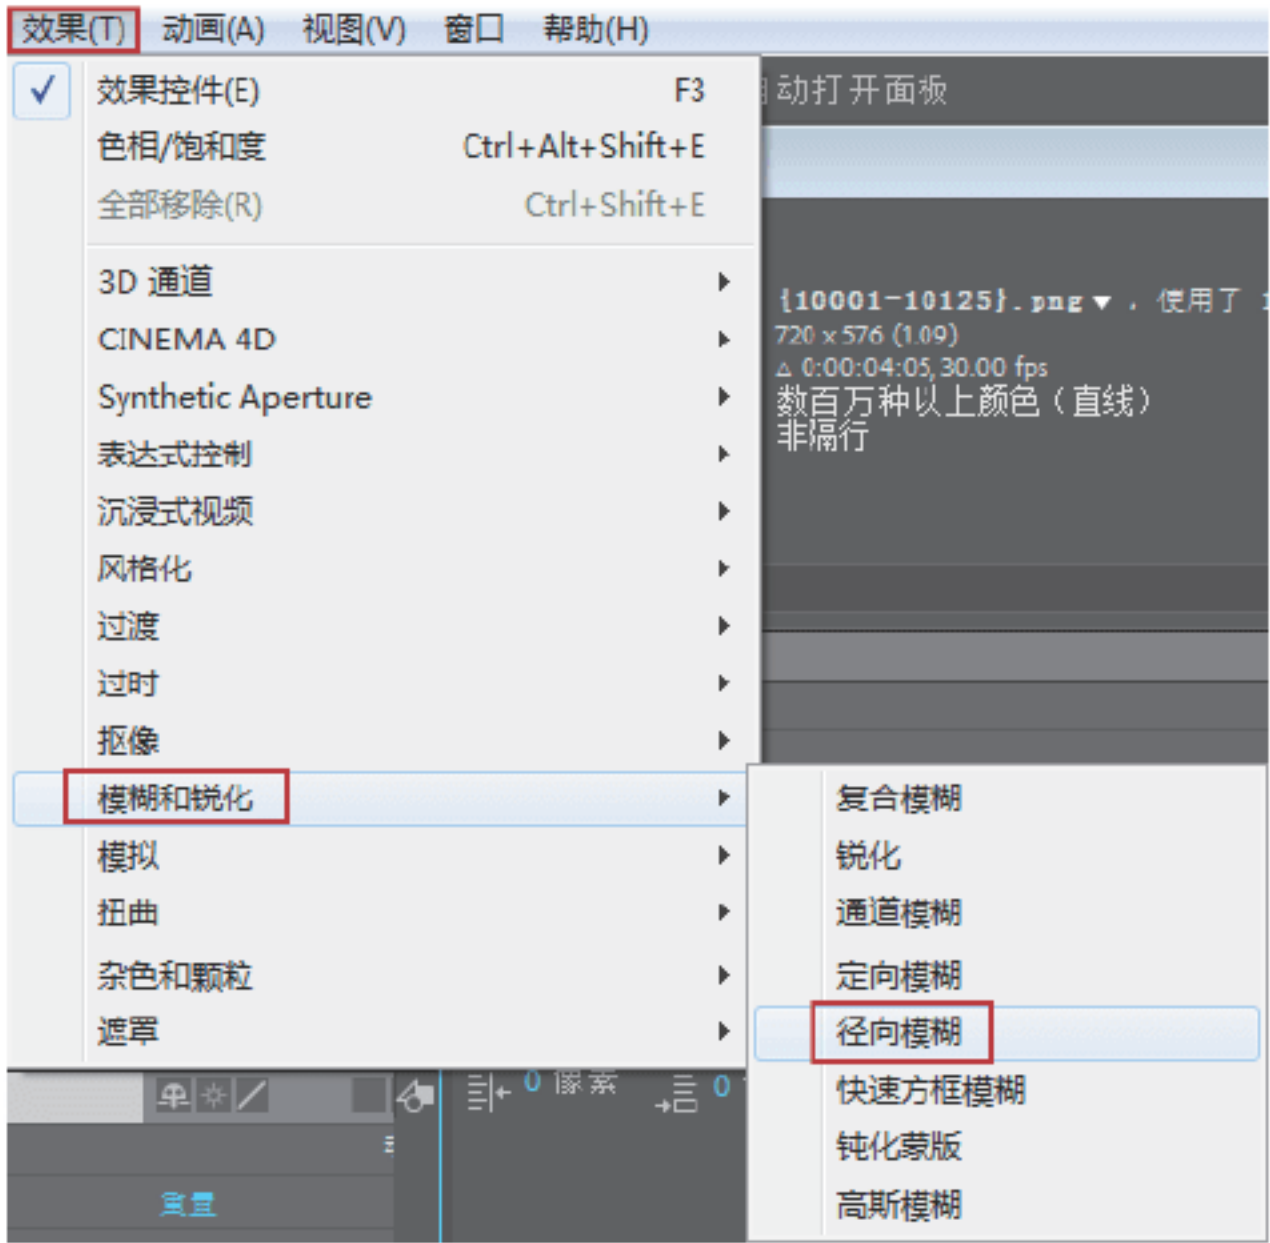 效果(T) 动画(A) 视图(V) 窗口 帮助(H)
效果控件(E) F3
动打开面板
色相/饱和度 Ctrl+Alt+Shift+E
全部移除(R) Ctrl+Shift+E
3D 通道
CINEMA 4D
Synthetic Aperture
表达式控制
沉浸式视频
风格化
过渡
过时
抠像
模糊和锐化
模拟
扭曲
杂色和颗粒
遮罩
{10001-10125}.png▼ , 使用了
720 x 576 (1.09)
△ 0:00:04:05, 30.00 fps
数百万种以上颜色（直线）
非隔行
复合模糊
锐化
通道模糊
定向模糊
径向模糊
快速方框模糊
钝化蒙版
高斯模糊
0 像素 0
重置